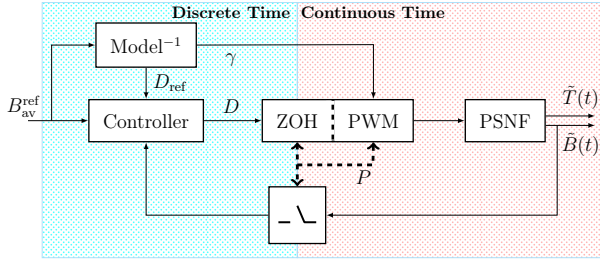 Discrete Time Continuous Time
Model⁻¹
γ
T̃(t)
D_ref
B_av^ref
Controller
D
ZOH
PWM
PSNF
B̃(t)
P